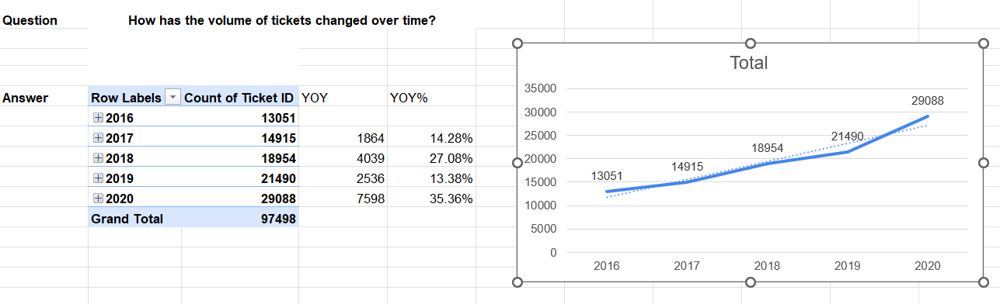 Question How has the volume of tickets changed over time?
Answer Row Labels Count of Ticket ID YOY YOY%
2016 13051
2017 14915 1864 14.28%
2018 18954 4039 27.08%
2019 21490 2536 13.38%
2020 29088 7598 35.36%
Grand Total 97498
Total
35000
30000
25000
20000
15000
10000
5000
0
13051
14915
18954
21490
29088
2016 2017 2018 2019 2020